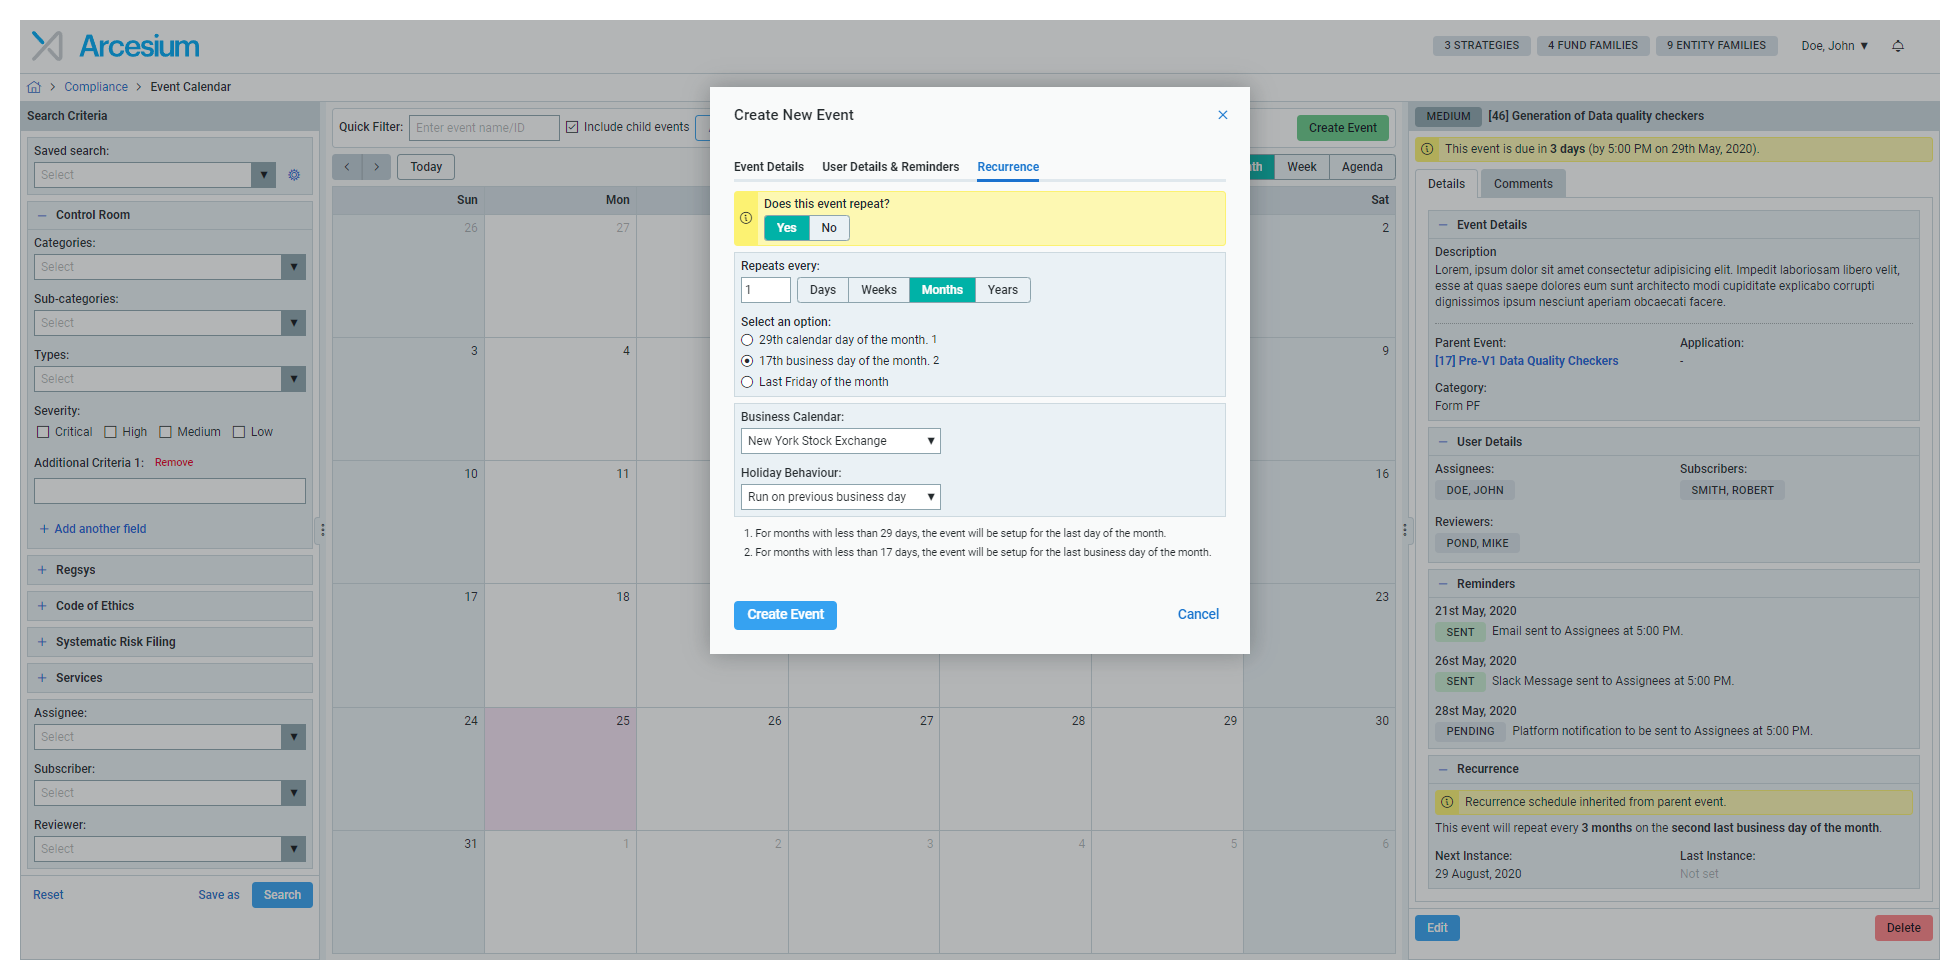 Arcesium
3 STRATEGIES 4 FUND FAMILIES 9 ENTITY FAMILIES Doe, John ▼
> Compliance > Event Calendar
Search Criteria
Saved search:
Select
Control Room
Categories:
Select
Sub-categories:
Select
Types:
Select
Severity:
Critical High Medium Low
Additional Criteria 1: Remove
+ Add another field
+ Regsys
+ Code of Ethics
+ Systematic Risk Filing
+ Services
Assignee:
Select
Subscriber:
Select
Reviewer:
Select
Reset Save as Search
Quick Filter: Enter event name/ID Include child events Create Event
< > Today Week Agenda
Sun Mon Sat
26 27 2
3 4 9
10 11 16
17 18 23
24 25 26 27 28 29 30
31 1 2 3 4 5 6
Create New Event
Event Details User Details & Reminders Recurrence
Does this event repeat?
Yes No
Repeats every:
1 Days Weeks Months Years
Select an option:
29th calendar day of the month. 1
17th business day of the month. 2
Last Friday of the month
Business Calendar:
New York Stock Exchange
Holiday Behaviour:
Run on previous business day
1. For months with less than 29 days, the event will be setup for the last day of the month.
2. For months with less than 17 days, the event will be setup for the last business day of the month.
Create Event Cancel
MEDIUM [46] Generation of Data quality checkers
This event is due in 3 days (by 5:00 PM on 29th May, 2020).
Details Comments
Event Details
Description
Lorem, ipsum dolor sit amet consectetur adipisicing elit. Impedit laboriosam libero velit,
esse at quas saepe dolores eum sunt architecto modi cupiditate explicabo corrupti
dignissimos ipsum nesciunt aperiam obcaecati facere.
Parent Event: Application:
[17] Pre-V1 Data Quality Checkers -
Category:
Form PF
User Details
Assignees: Subscribers:
DOE, JOHN SMITH, ROBERT
Reviewers:
POND, MIKE
Reminders
21st May, 2020
SENT Email sent to Assignees at 5:00 PM.
26st May, 2020
SENT Slack Message sent to Assignees at 5:00 PM.
28st May, 2020
PENDING Platform notification to be sent to Assignees at 5:00 PM.
Recurrence
Recurrence schedule inherited from parent event.
This event will repeat every 3 months on the second last business day of the month.
Next Instance: Last Instance:
29 August, 2020 Not set
Edit Delete